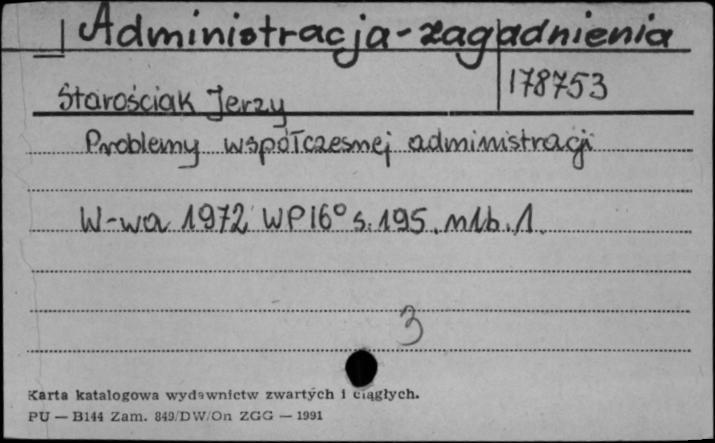 Administracja-zagadnienia
178753
Starościak Jerzy
Problemy współczesnej administracji
W-wa 1972 WP 16° s. 195, nlb. 1.
3
Karta katalogowa wydawnictw zwartych i ciągłych.
PU — B144 Zam. 849/DW/On ZGG — 1991